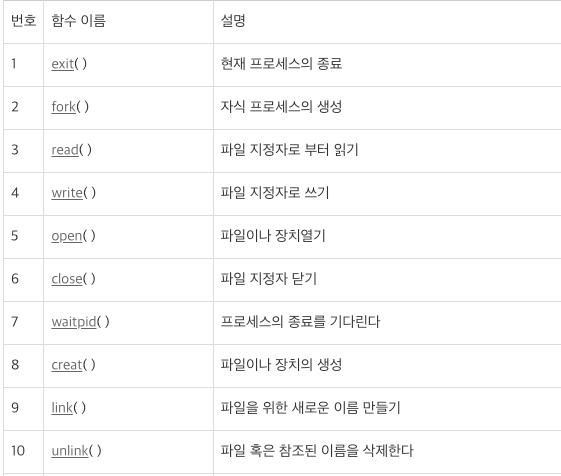 번호 함수 이름 설명
1 exit( ) 현재 프로세스의 종료
2 fork( ) 자식 프로세스의 생성
3 read( ) 파일 지정자로 부터 읽기
4 write( ) 파일 지정자로 쓰기
5 open( ) 파일이나 장치열기
6 close( ) 파일 지정자 닫기
7 waitpid( ) 프로세스의 종료를 기다린다
8 creat( ) 파일이나 장치의 생성
9 link( ) 파일을 위한 새로운 이름 만들기
10 unlink( ) 파일 혹은 참조된 이름을 삭제한다